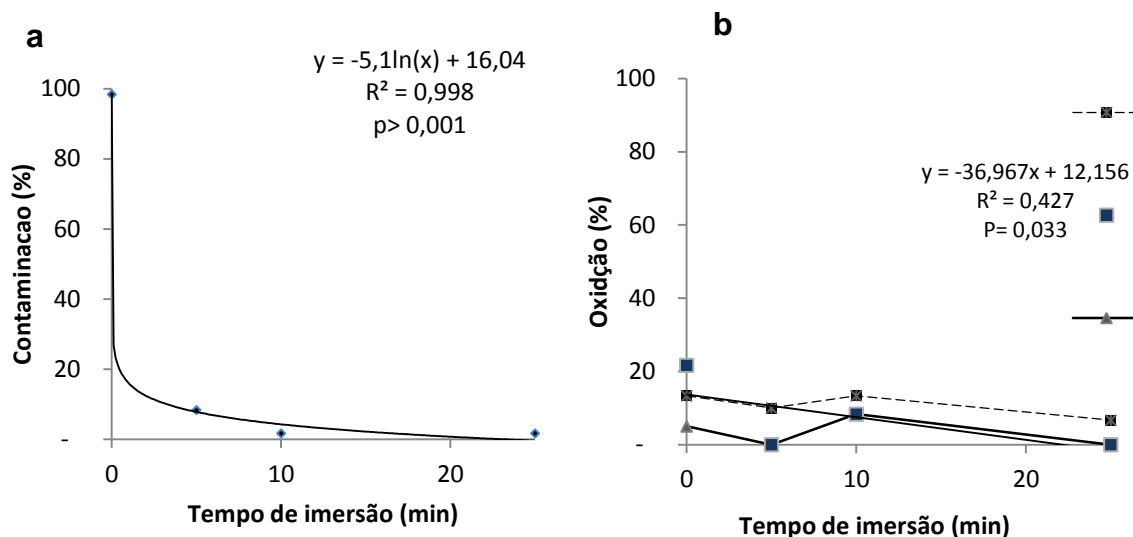 a
y = -5,1ln(x) + 16,04
R² = 0,998
p> 0,001
100
80
60
40
20
-
0
10
20
Contaminacao (%)
Tempo de imersão (min)
b
y = -36,967x + 12,156
R² = 0,427
P= 0,033
100
80
60
40
20
-
0
10
20
Oxidção (%)
Tempo de imersão (min)